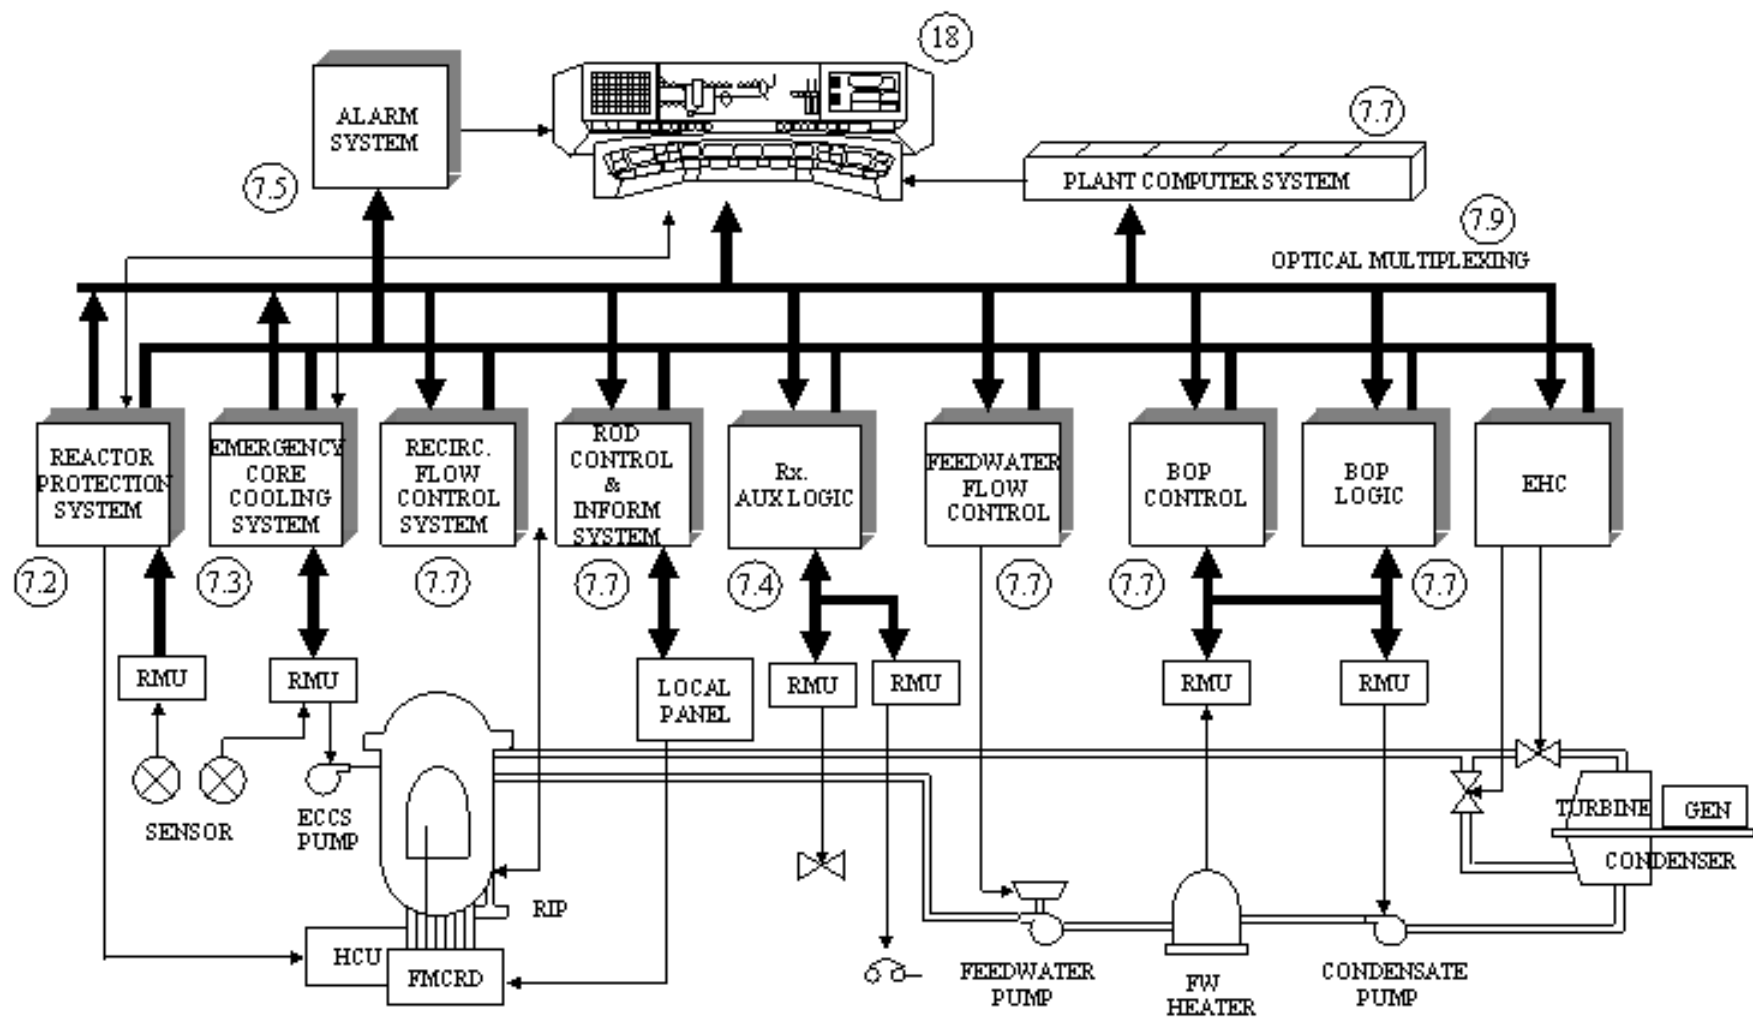 18
ALARM
SYSTEM
7.5
7.7
PLANT COMPUTER SYSTEM
7.9
OPTICAL MULTIPLEXING
REACTOR
PROTECTION
SYSTEM
7.2
EMERGENCY
CORE
COOLING
SYSTEM
7.3
RECIRC.
FLOW
CONTROL
SYSTEM
7.7
ROD
CONTROL
&
INFORM
SYSTEM
7.7
Rx.
AUX LOGIC
7.4
FEEDWATER
FLOW
CONTROL
7.7
BOP
CONTROL
7.7
BOP
LOGIC
7.7
EHC
RMU
RMU
LOCAL
PANEL
RMU
RMU
RMU
RMU
SENSOR
ECCS
PUMP
TURBINE
GEN
CONDENSER
RIP
HCU
FMCRD
FEEDWATER
PUMP
FW
HEATER
CONDENSATE
PUMP